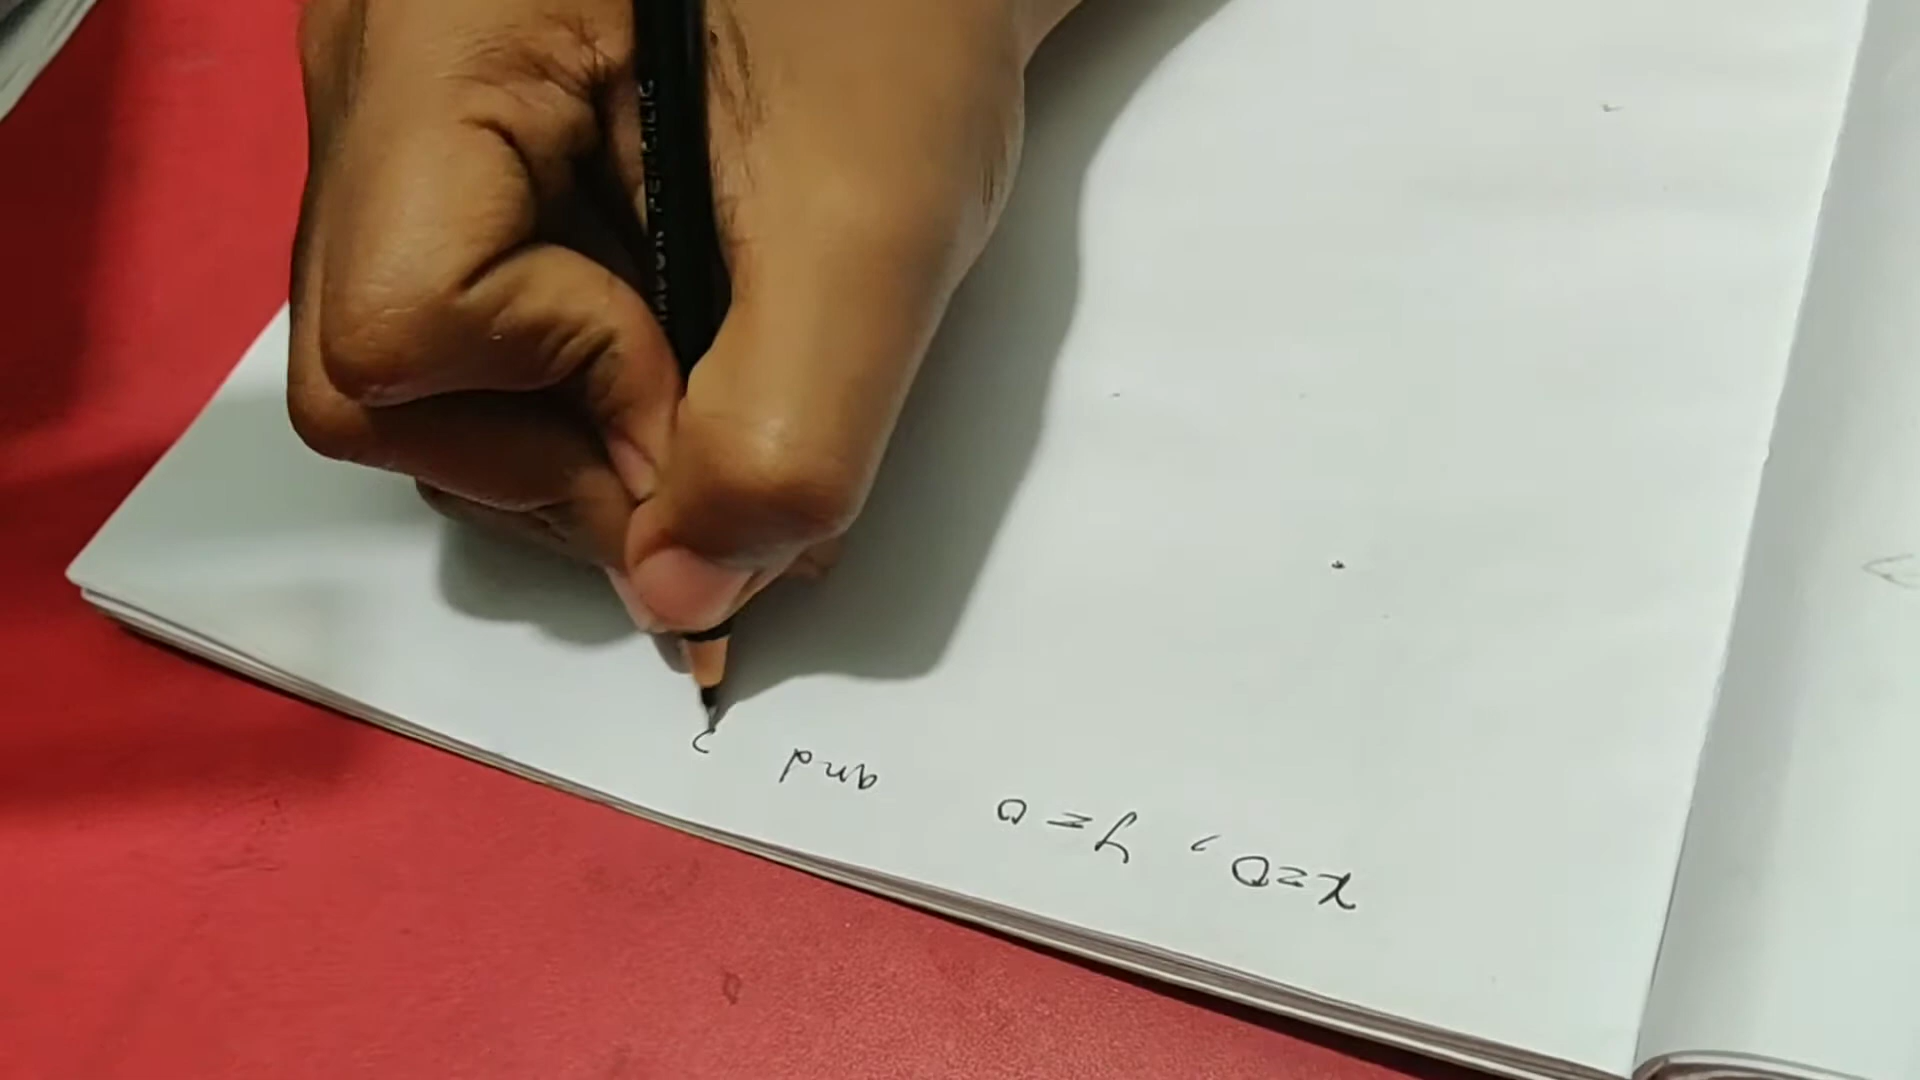 x=0, y=0 and